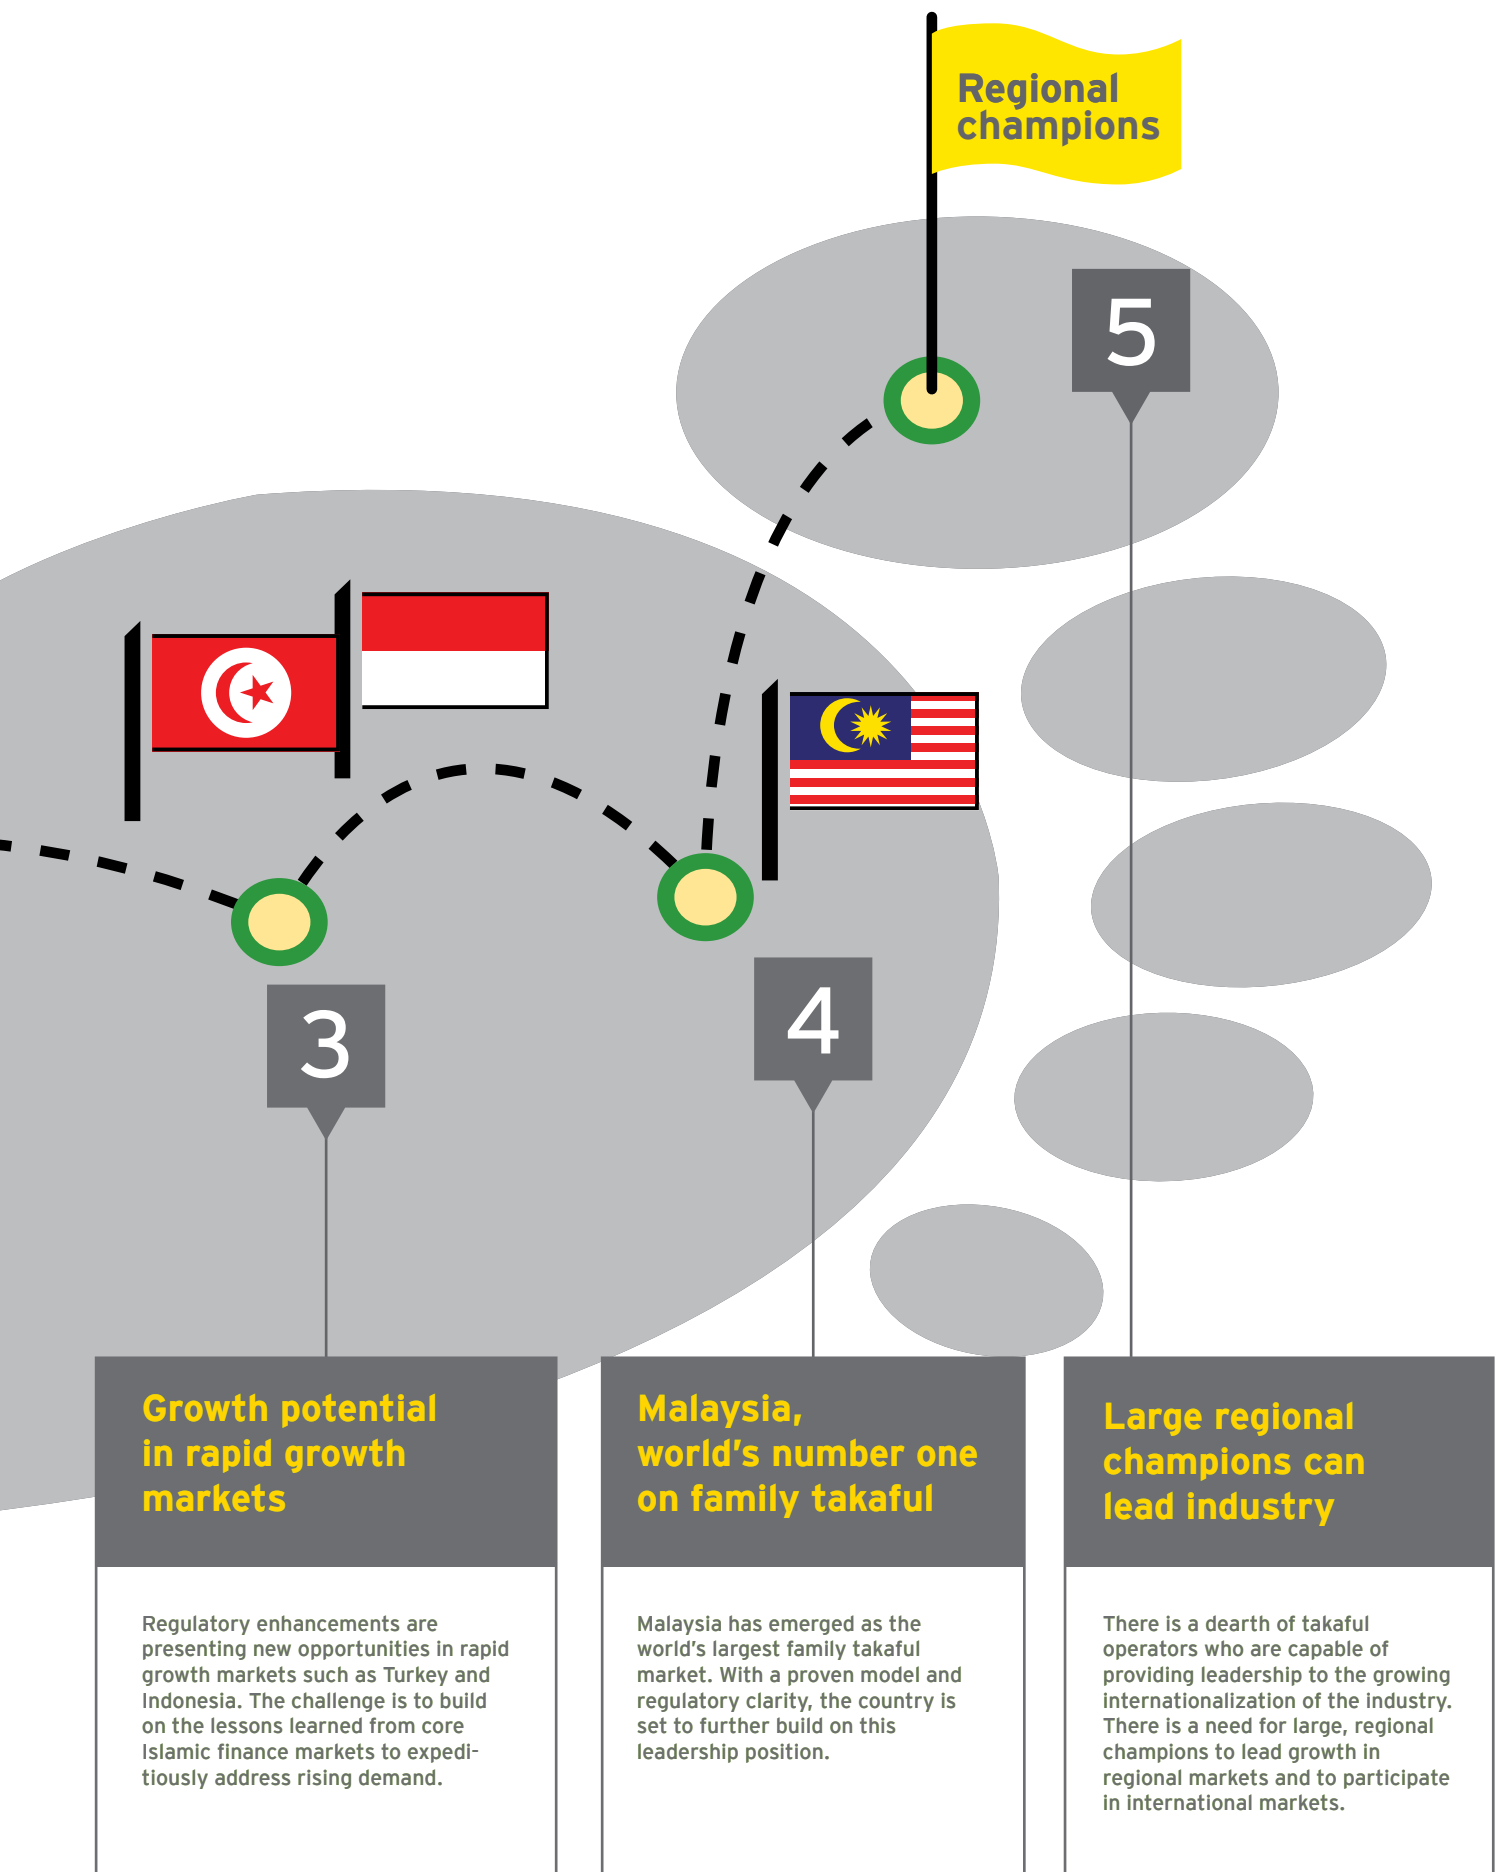 Regional
champions
5
3
4
Growth potential
in rapid growth
markets
Regulatory enhancements are
presenting new opportunities in rapid
growth markets such as Turkey and
Indonesia. The challenge is to build
on the lessons learned from core
Islamic finance markets to expedi-
tiously address rising demand.
Malaysia,
world's number one
on family takaful
Malaysia has emerged as the
world's largest family takaful
market. With a proven model and
regulatory clarity, the country is
set to further build on this
leadership position.
Large regional
champions can
lead industry
There is a dearth of takaful
operators who are capable of
providing leadership to the growing
internationalization of the industry.
There is a need for large, regional
champions to lead growth in
regional markets and to participate
in international markets.